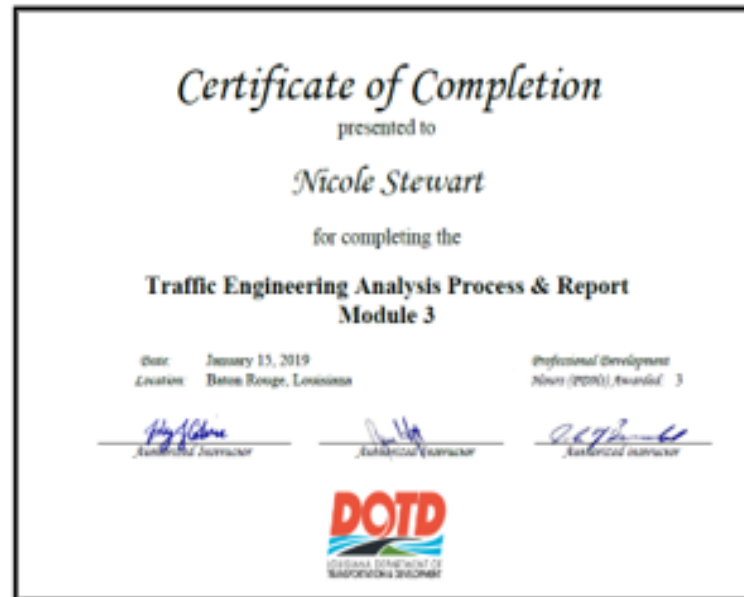 Certificate of Completion
presented to
Nicole Stewart
for completing the
Traffic Engineering Analysis Process & Report
Module 3
Date: January 15, 2019
Location: Baton Rouge, Louisiana
Professional Development
Hours (PDHs) Awarded: 3
Authorized Instructor
Authorized Instructor
Authorized Instructor
DOTD
LOUISIANA DEPARTMENT OF
TRANSPORTATION & DEVELOPMENT